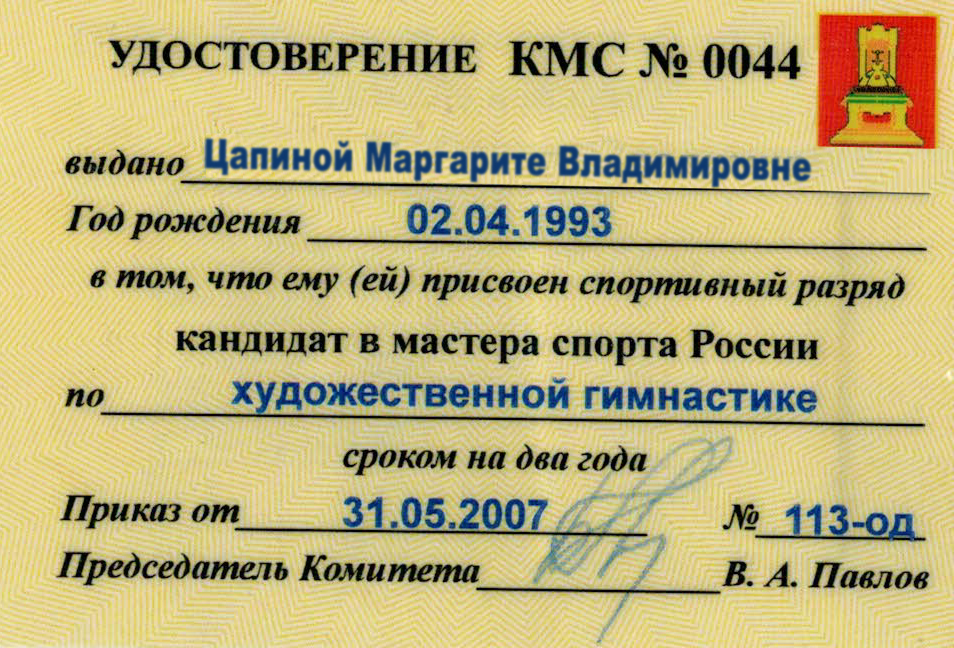 УДОСТОВЕРЕНИЕ КМС № 0044
выдано Цапиной Маргарите Владимировне
Год рождения 02.04.1993
в том, что ему (ей) присвоен спортивный разряд
кандидат в мастера спорта России
по художественной гимнастике
сроком на два года
Приказ от 31.05.2007 № 113-од
Председатель Комитета В. А. Павлов